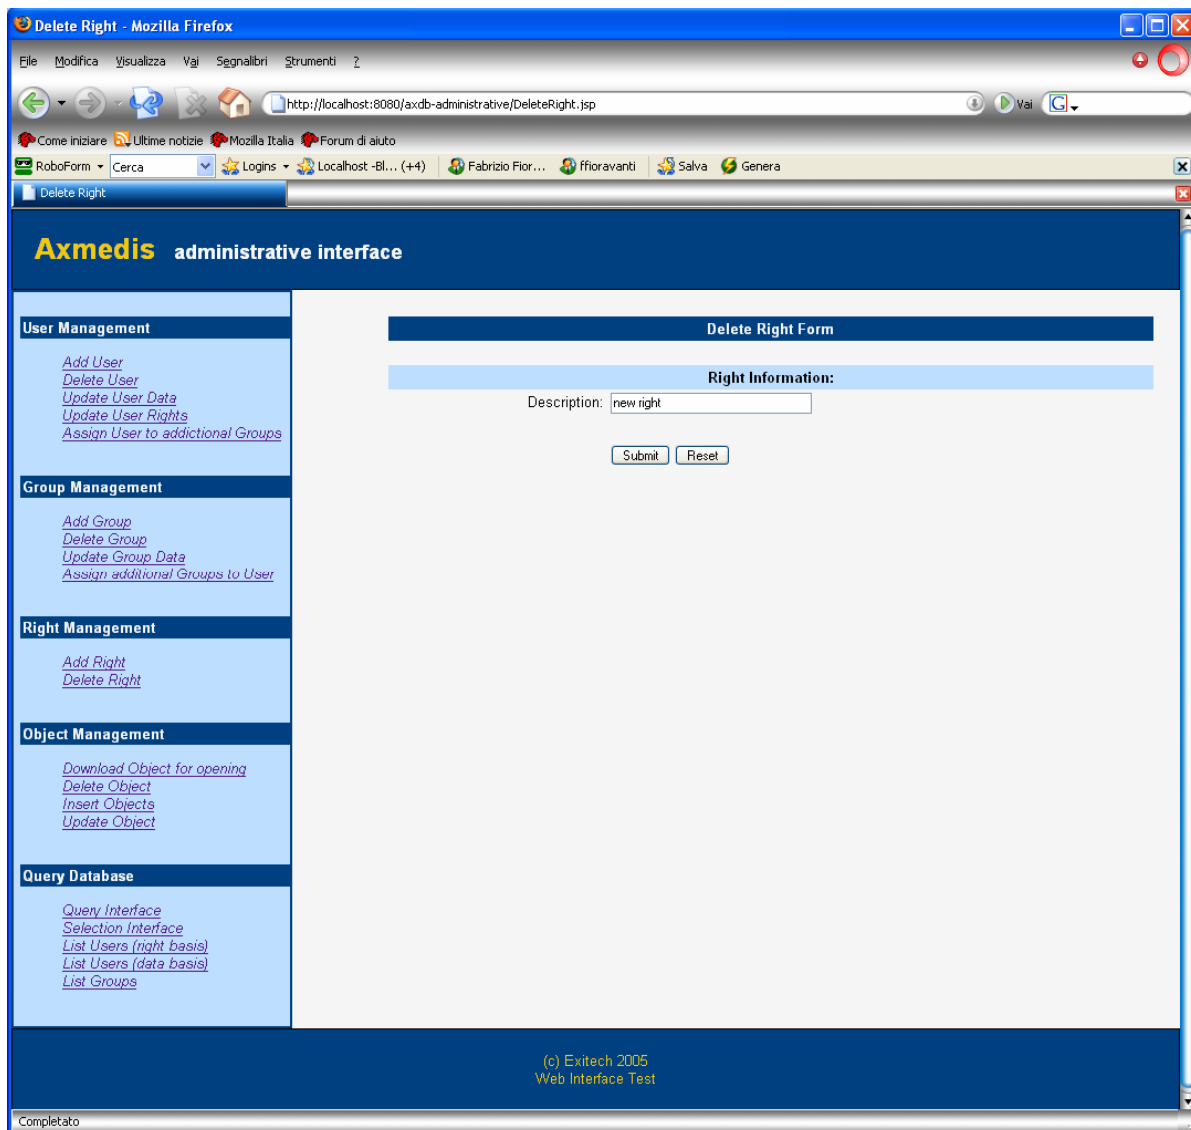 Delete Right - Mozilla Firefox
File Modifica Visualizza Vai Segnalibri Strumenti ?
http://localhost:8080/axdb-administrative/DeleteRight.jsp Vai G
Come iniziare Ultime notizie Mozilla Italia Forum di aiuto
RoboForm Cerca Logins Localhost -Bl... (+4) Fabrizio Fior... ffioravanti Salva Genera
Delete Right
Axmedis administrative interface
User Management
Add User
Delete User
Update User Data
Update User Rights
Assign User to addictional Groups
Group Management
Add Group
Delete Group
Update Group Data
Assign additional Groups to User
Right Management
Add Right
Delete Right
Object Management
Download Object for opening
Delete Object
Insert Objects
Update Object
Query Database
Query Interface
Selection Interface
List Users (right basis)
List Users (data basis)
List Groups
Delete Right Form
Right Information:
Description: new right
Submit Reset
(c) Exitech 2005
Web Interface Test
Completato